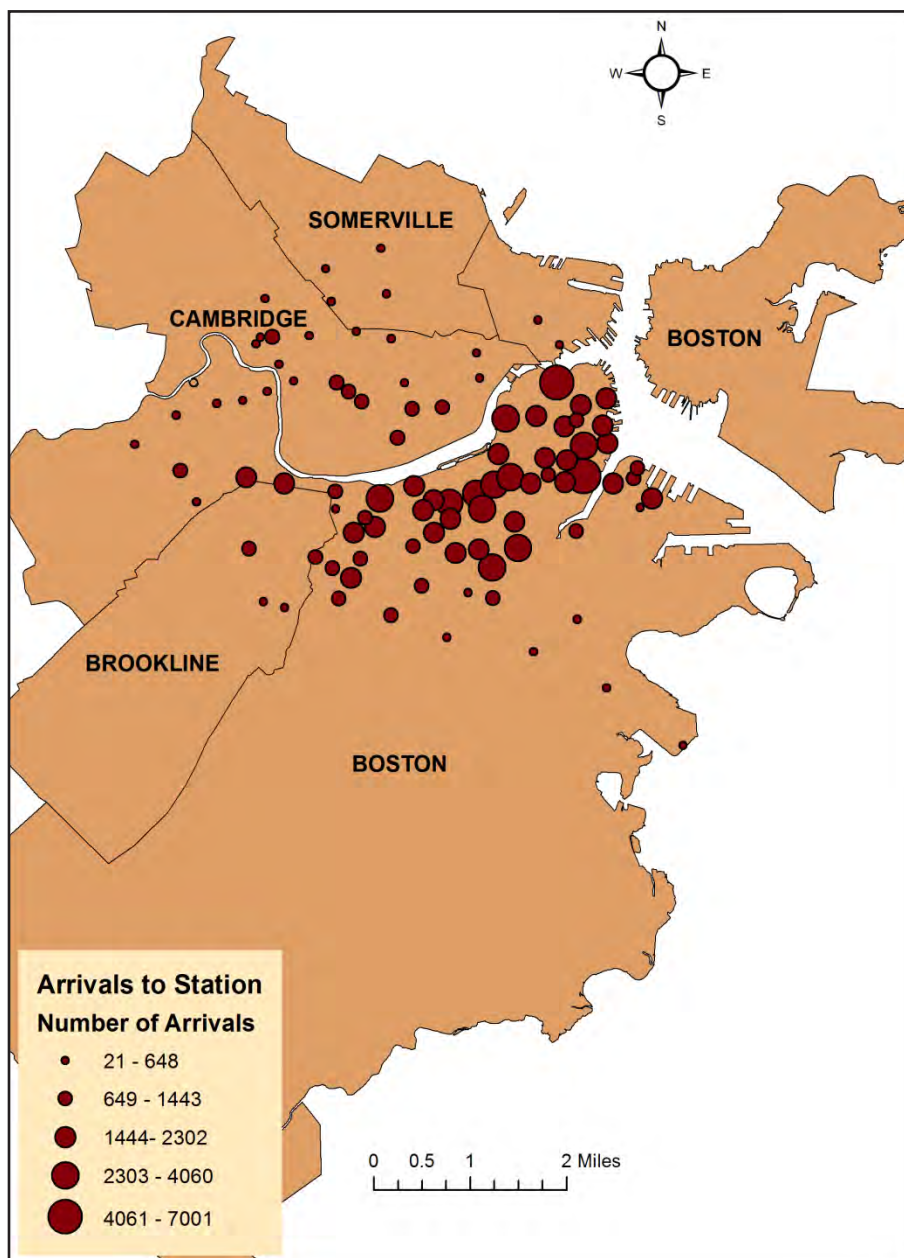 N
W E
S
SOMERVILLE
CAMBRIDGE
BOSTON
BROOKLINE
BOSTON
Arrivals to Station
Number of Arrivals
21 - 648
649 - 1443
1444- 2302
2303 - 4060
4061 - 7001
0 0.5 1 2 Miles